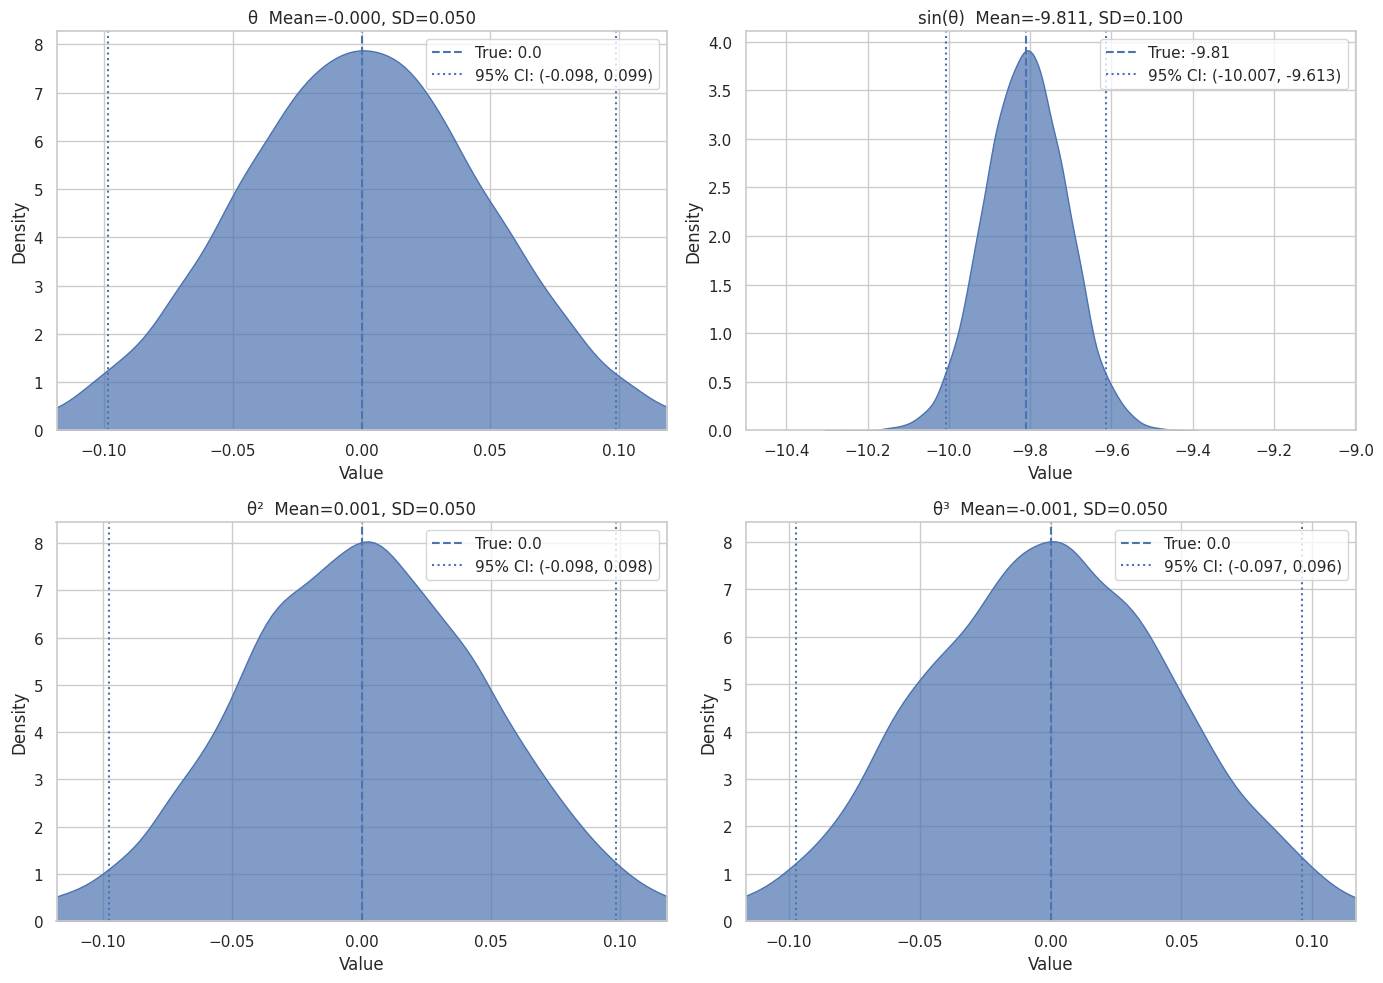 θ  Mean=-0.000, SD=0.050
True: 0.0
95% CI: (-0.098, 0.099)
Density
8
7
6
5
4
3
2
1
0
−0.10
−0.05
0.00
0.05
0.10
Value
sin(θ)  Mean=-9.811, SD=0.100
True: -9.81
95% CI: (-10.007, -9.613)
Density
4.0
3.5
3.0
2.5
2.0
1.5
1.0
0.5
0.0
−10.4
−10.2
−10.0
−9.8
−9.6
−9.4
−9.2
−9.0
Value
θ²  Mean=0.001, SD=0.050
True: 0.0
95% CI: (-0.098, 0.098)
Density
8
7
6
5
4
3
2
1
0
−0.10
−0.05
0.00
0.05
0.10
Value
θ³  Mean=-0.001, SD=0.050
True: 0.0
95% CI: (-0.097, 0.096)
Density
8
7
6
5
4
3
2
1
0
−0.10
−0.05
0.00
0.05
0.10
Value